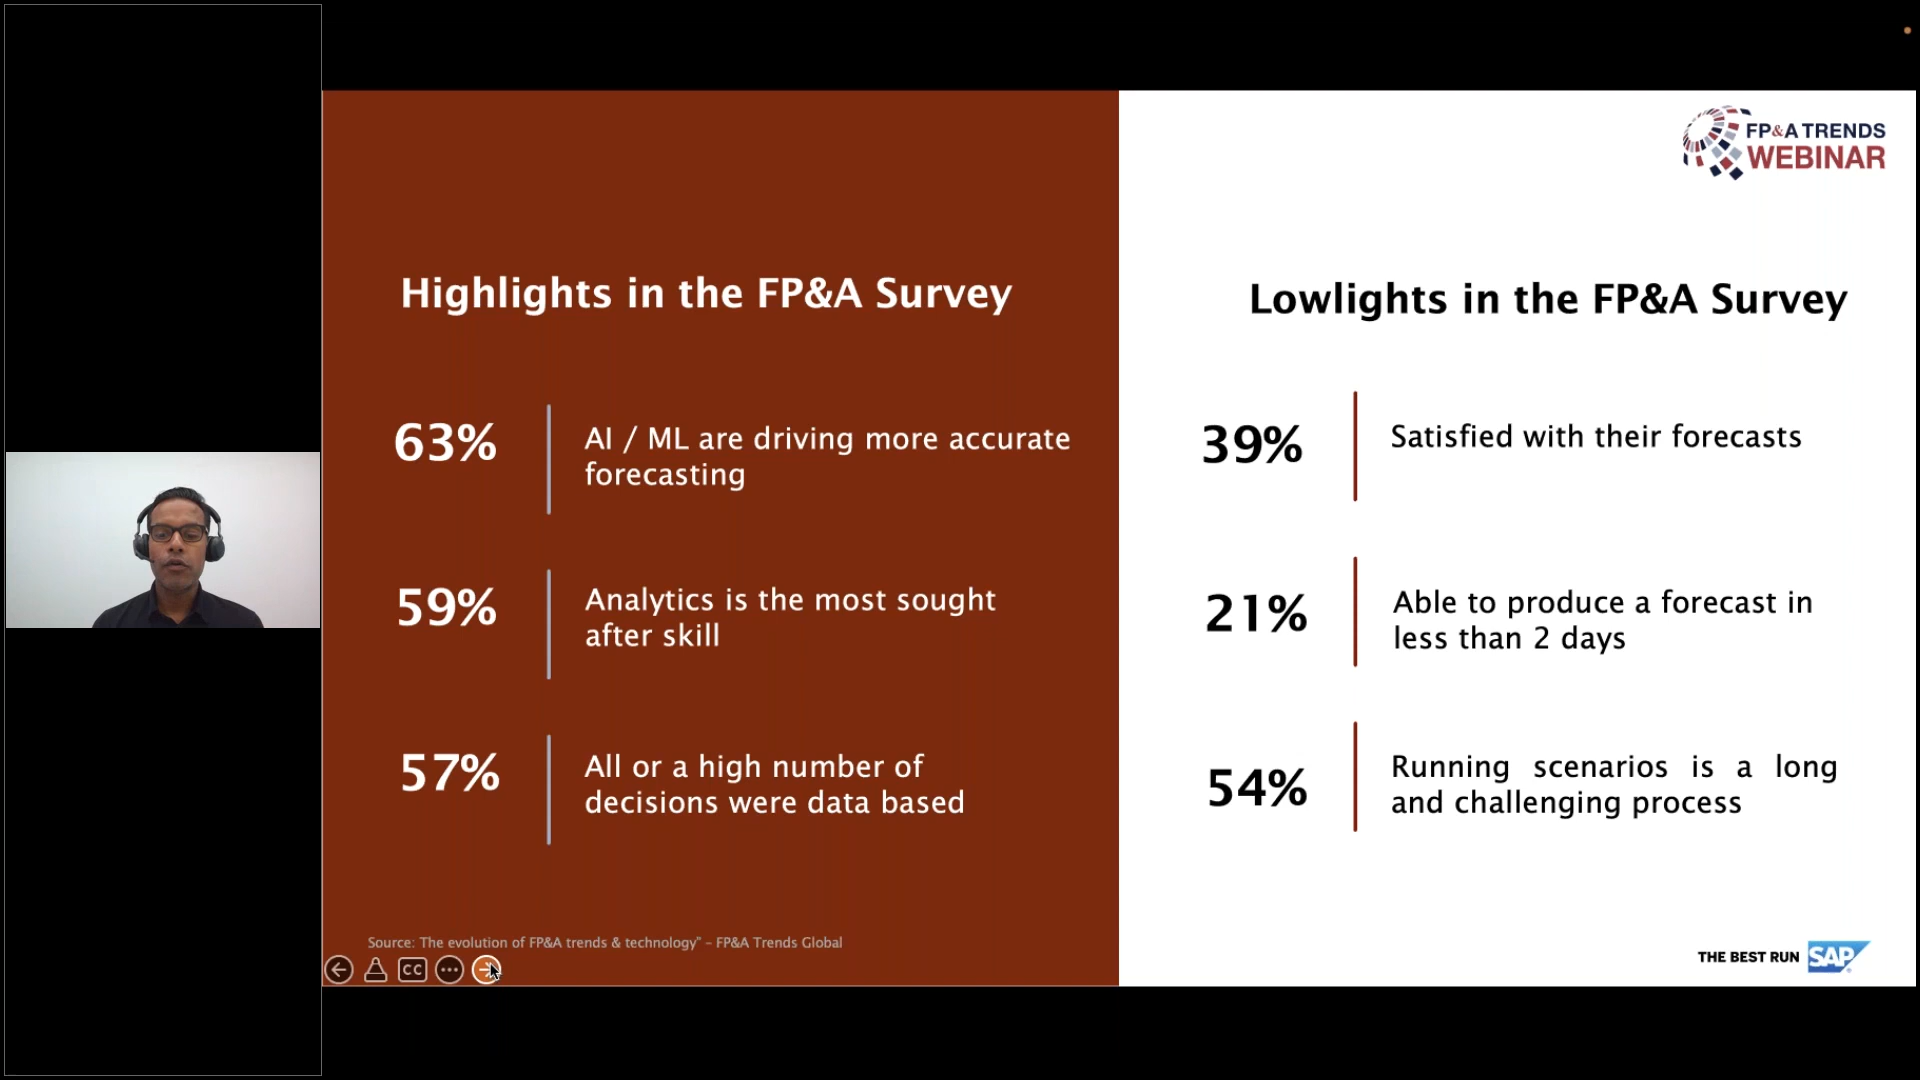 FP&A TRENDS
WEBINAR
Highlights in the FP&A Survey
63%
AI / ML are driving more accurate
forecasting
59%
Analytics is the most sought
after skill
57%
All or a high number of
decisions were data based
Source: The evolution of FP&A trends & technology” – FP&A Trends Global
CC
Lowlights in the FP&A Survey
39%
Satisfied with their forecasts
21%
Able to produce a forecast in
less than 2 days
54%
Running scenarios is a long
and challenging process
THE BEST RUN SAP